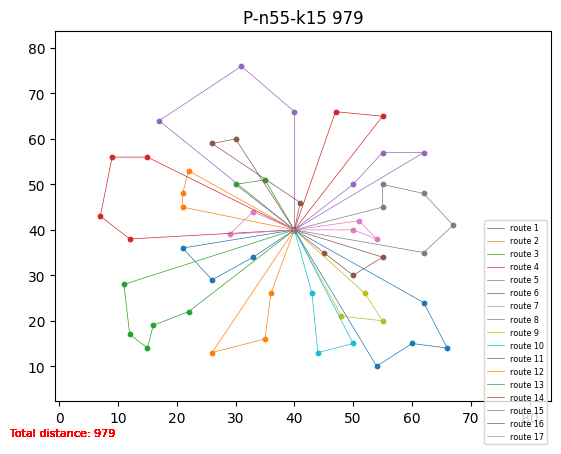 P-n55-k15 979
80
70
60
50
40
30
20
10
0 10 20 30 40 50 60 70 80
route 1
route 2
route 3
route 4
route 5
route 6
route 7
route 8
route 9
route 10
route 11
route 12
route 13
route 14
route 15
route 16
route 17
Total distance: 979